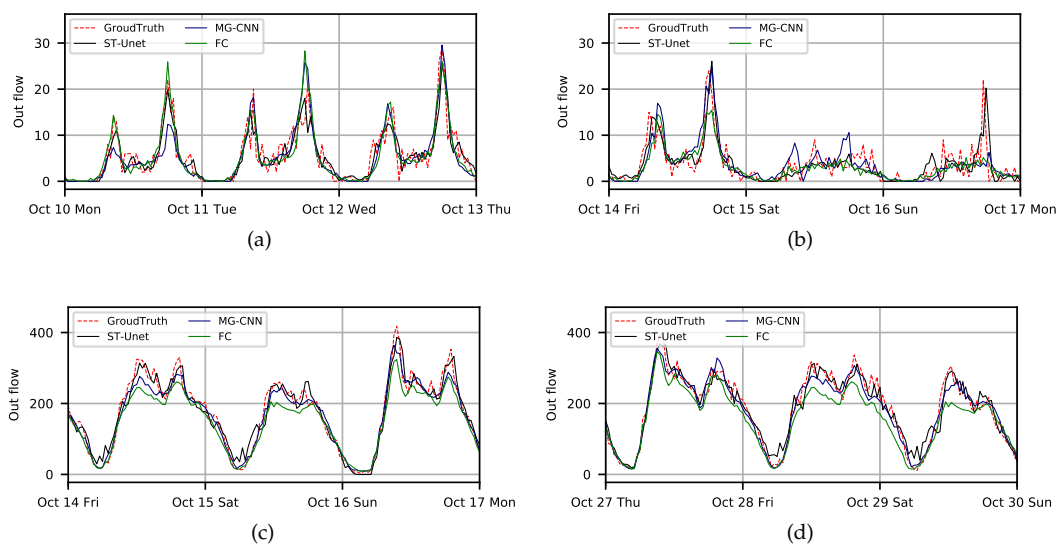 GroudTruth MG-CNN
ST-Unet FC
Out flow
30
20
10
0
Oct 10 Mon Oct 11 Tue Oct 12 Wed Oct 13 Thu
(a)
GroudTruth MG-CNN
ST-Unet FC
Out flow
30
20
10
0
Oct 14 Fri Oct 15 Sat Oct 16 Sun Oct 17 Mon
(b)
GroudTruth MG-CNN
ST-Unet FC
Out flow
400
200
0
Oct 14 Fri Oct 15 Sat Oct 16 Sun Oct 17 Mon
(c)
GroudTruth MG-CNN
ST-Unet FC
Out flow
400
200
0
Oct 27 Thu Oct 28 Fri Oct 29 Sat Oct 30 Sun
(d)